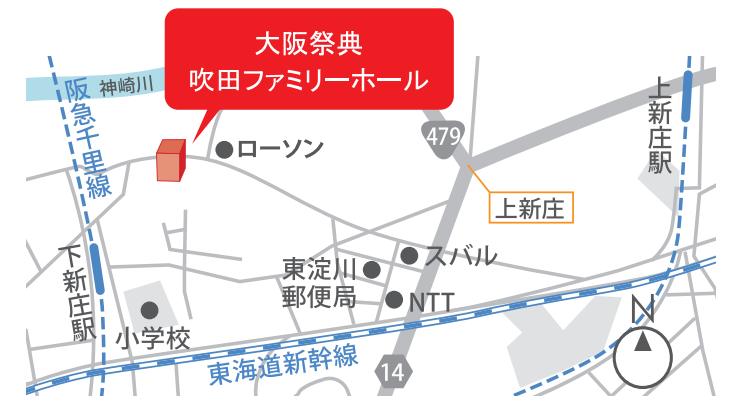 大阪祭典
吹田ファミリーホール
神崎川
阪急千里線
ローソン
479
上新庄駅
上新庄
下新庄駅
東淀川
郵便局
スバル
NTT
小学校
東海道新幹線
14
N